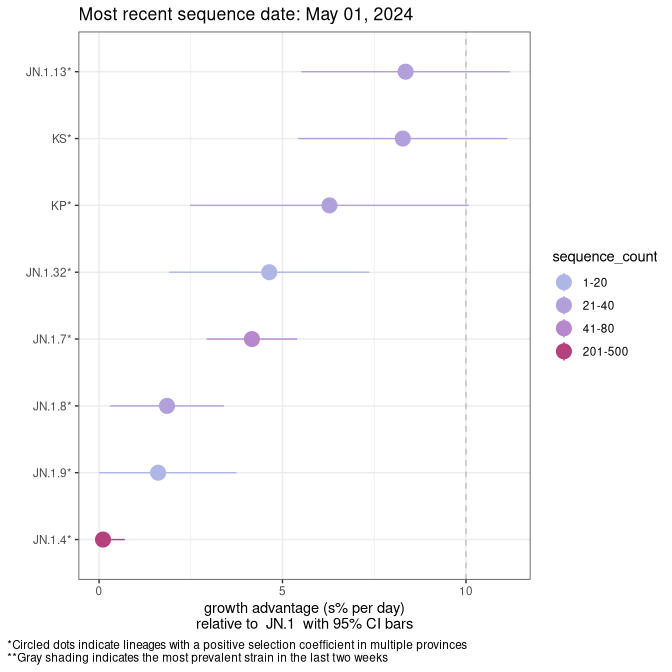 Most recent sequence date: May 01, 2024
JN.1.13*
KS*
KP*
JN.1.32*
JN.1.7*
JN.1.8*
JN.1.9*
JN.1.4*
0 5 10
growth advantage (s% per day)
relative to JN.1 with 95% CI bars
sequence_count
1-20
21-40
41-80
201-500
*Circled dots indicate lineages with a positive selection coefficient in multiple provinces
**Gray shading indicates the most prevalent strain in the last two weeks